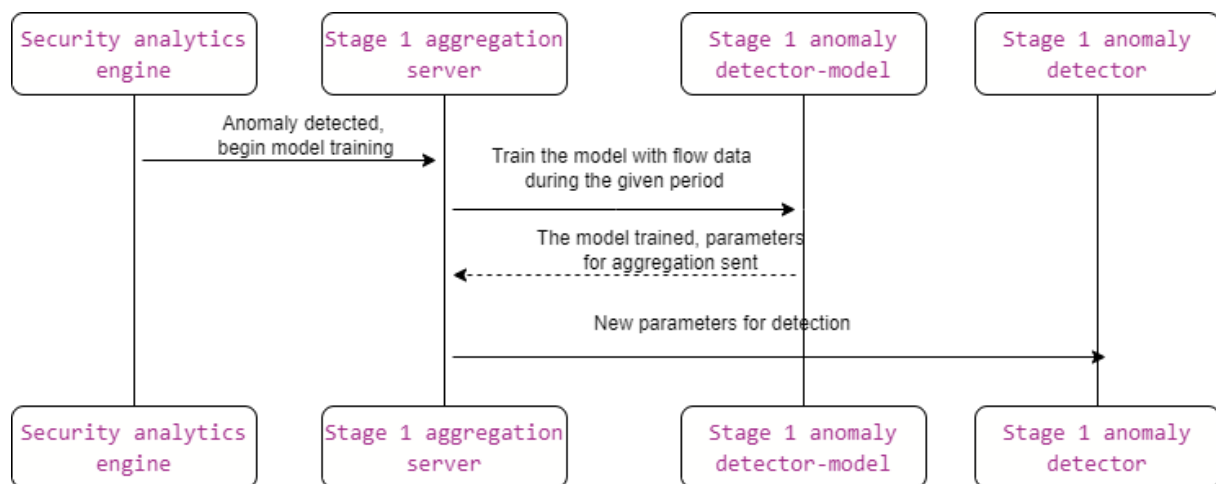 Security analytics
engine
Stage 1 aggregation
server
Stage 1 anomaly
detector-model
Stage 1 anomaly
detector
Anomaly detected,
begin model training
Train the model with flow data
during the given period
The model trained, parameters
for aggregation sent
New parameters for detection
Security analytics
engine
Stage 1 aggregation
server
Stage 1 anomaly
detector-model
Stage 1 anomaly
detector